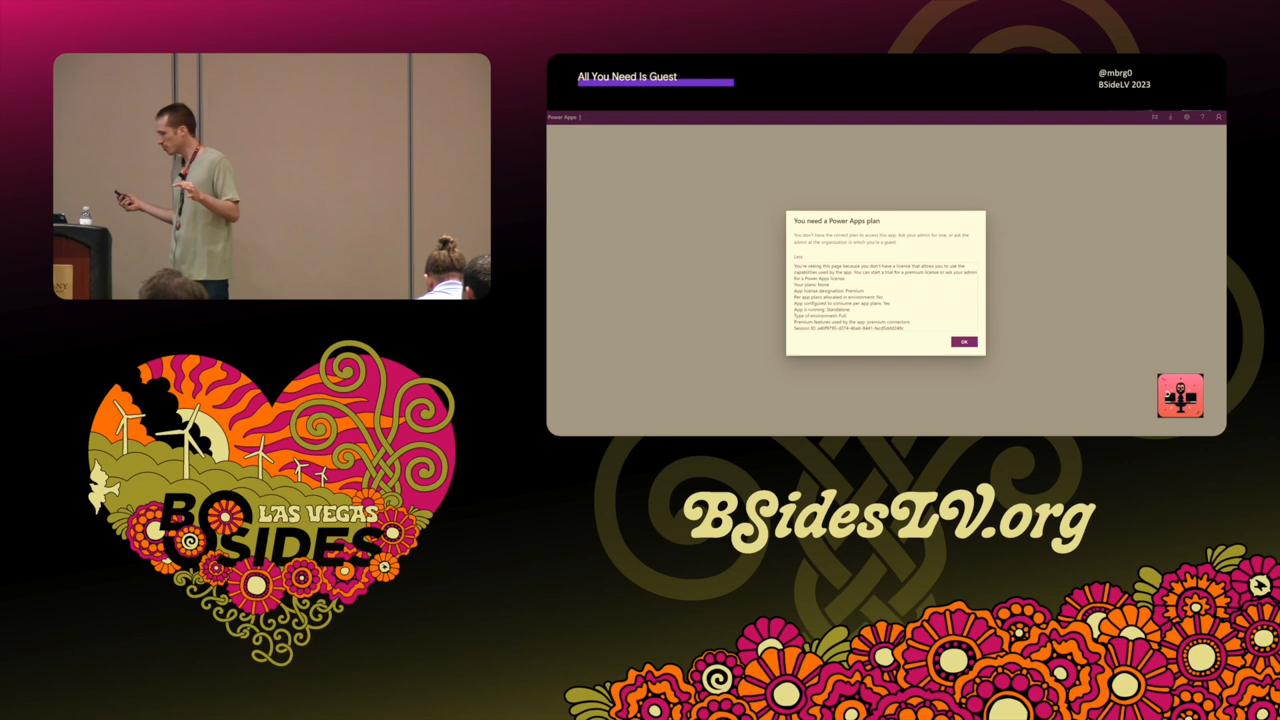 All You Need Is Guest
@mbrg0
BSideLV 2023
Power Apps |
You need a Power Apps plan
You don't have the correct plan to access this app. Ask your admin for one, or ask the
admin at the organization in which you're a guest.
Less
You're seeing this page because you don't have a license that allows you to use the
capabilities used by the app. You can start a trial for a premium license or ask your admin
for a Power Apps license.
Your plans: None
App license designation: Premium
Per app plans allocated in environment: No
App configured to consume per app plans: Yes
App is running: Standalone
Type of environment: Full
Premium features used by the app: premium connectors
Session ID:
OK
NY
BSIDES
LAS VEGAS
BSidesLV.org